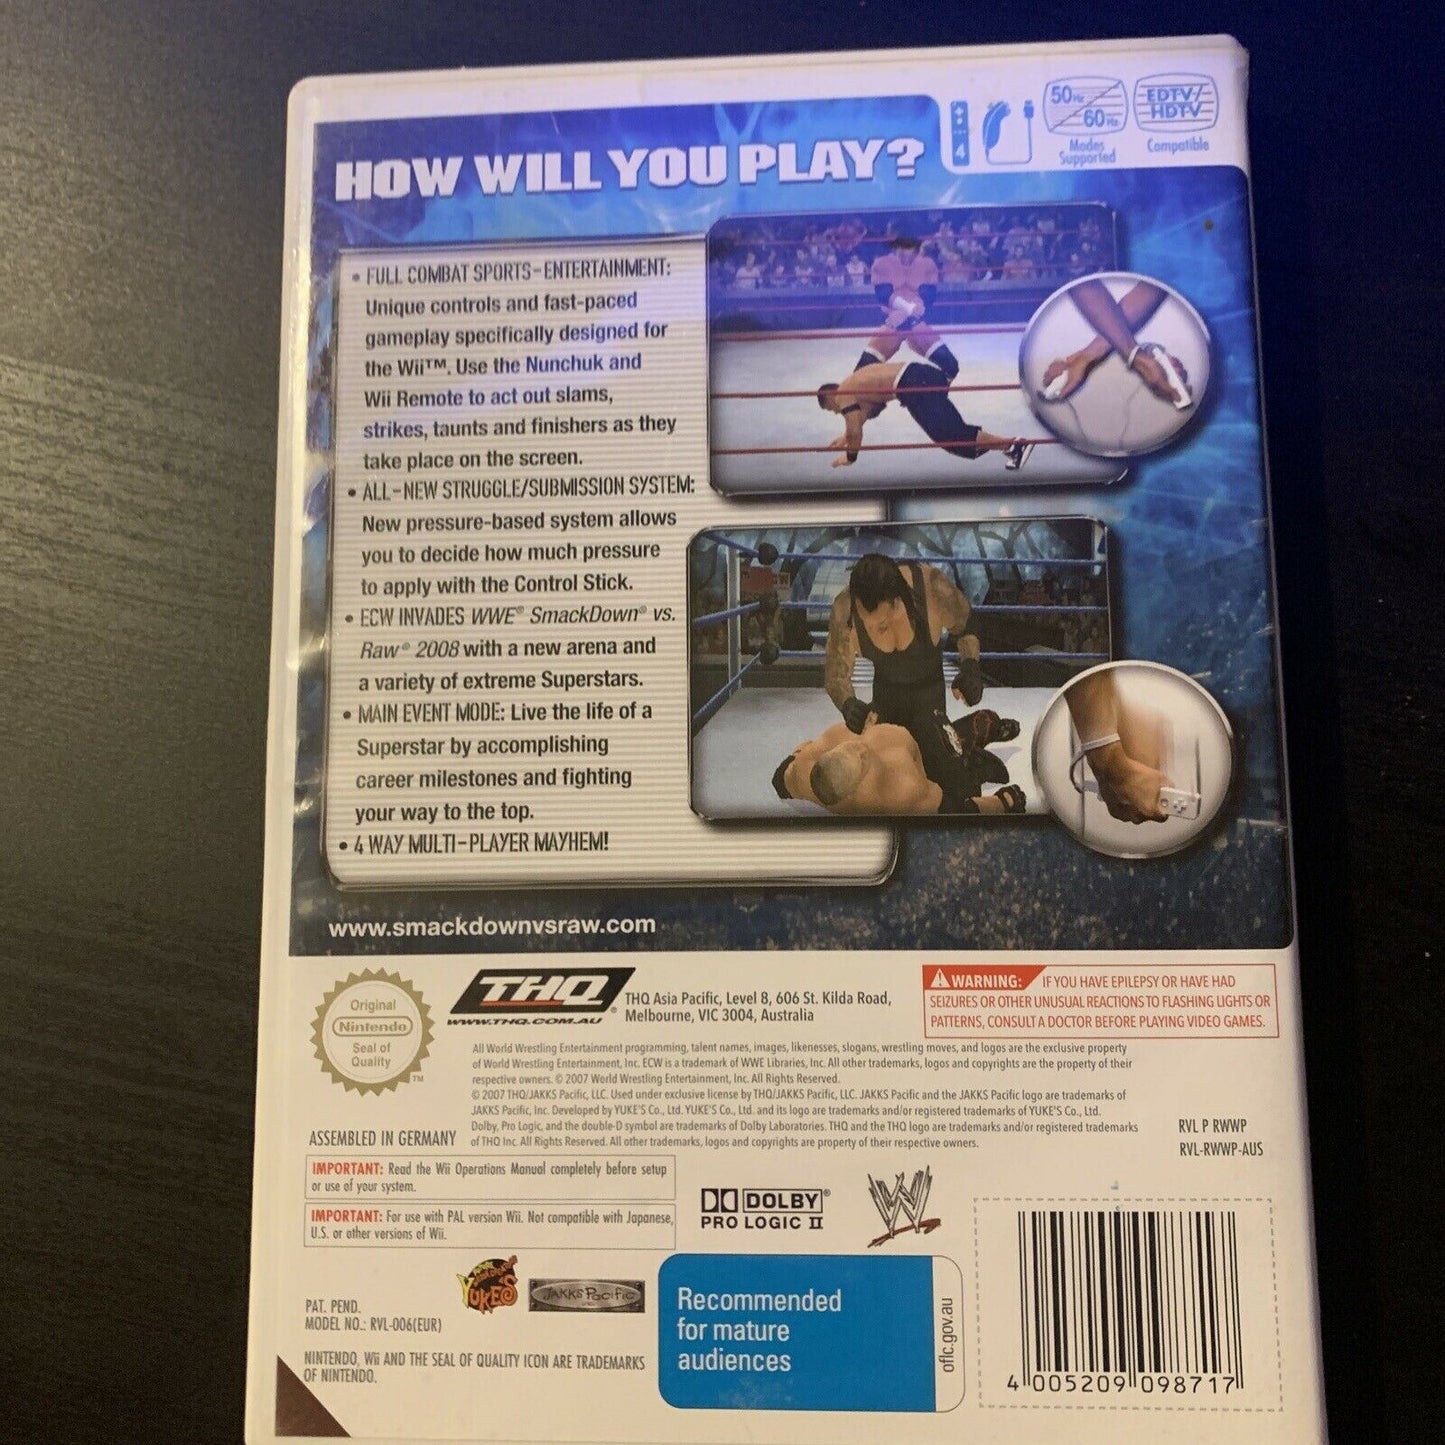 HOW WILL YOU PLAY?
4
50Hz
60Hz
Modes
Supported
EDTV/
HDTV
Compatible
• FULL COMBAT SPORTS-ENTERTAINMENT:
Unique controls and fast-paced
gameplay specifically designed for
the Wii™. Use the Nunchuk and
Wii Remote to act out slams,
strikes, taunts and finishers as they
take place on the screen.
• ALL-NEW STRUGGLE/SUBMISSION SYSTEM:
New pressure-based system allows
you to decide how much pressure
to apply with the Control Stick.
• ECW INVADES WWE® SmackDown® vs.
Raw® 2008 with a new arena and
a variety of extreme Superstars.
• MAIN EVENT MODE: Live the life of a
Superstar by accomplishing
career milestones and fighting
your way to the top.
• 4 WAY MULTI-PLAYER MAYHEM!
www.smackdownvsraw.com
Original
Nintendo
Seal of
Quality
TM
THQ®
WWW.THQ.COM.AU
THQ Asia Pacific, Level 8, 606 St. Kilda Road,
Melbourne, VIC 3004, Australia
WARNING: IF YOU HAVE EPILEPSY OR HAVE HAD
SEIZURES OR OTHER UNUSUAL REACTIONS TO FLASHING LIGHTS OR
PATTERNS, CONSULT A DOCTOR BEFORE PLAYING VIDEO GAMES.
All World Wrestling Entertainment programming, talent names, images, likenesses, slogans, wrestling moves, and logos are the exclusive property
of World Wrestling Entertainment, Inc. ECW is a trademark of WWE Libraries, Inc. All other trademarks, logos and copyrights are the property of their
respective owners. © 2007 World Wrestling Entertainment, Inc. All Rights Reserved.
© 2007 THQ/JAKKS Pacific, LLC. Used under exclusive license by THQ/JAKKS Pacific, LLC. JAKKS Pacific and the JAKKS Pacific logo are trademarks of
JAKKS Pacific, Inc. Developed by YUKE'S Co., Ltd. YUKE'S Co., Ltd. and its logo are trademarks and/or registered trademarks of YUKE'S Co., Ltd.
Dolby, Pro Logic, and the double-D symbol are trademarks of Dolby Laboratories. THQ and the THQ logo are trademarks and/or registered trademarks
of THQ Inc. All Rights Reserved. All other trademarks, logos and copyrights are property of their respective owners.
RVL P RWWP
RVL-RWWP-AUS
ASSEMBLED IN GERMANY
IMPORTANT: Read the Wii Operations Manual completely before setup
or use of your system.
IMPORTANT: For use with PAL version Wii. Not compatible with Japanese,
U.S. or other versions of Wii.
DOLBY®
PRO LOGIC II
W
YUKE'S
JAKKS Pacific
INC.
PAT. PEND.
MODEL NO.: RVL-006(EUR)
NINTENDO, Wii AND THE SEAL OF QUALITY ICON ARE TRADEMARKS
OF NINTENDO.
Recommended
for mature
audiences
oflc.gov.au
4 005209 098717